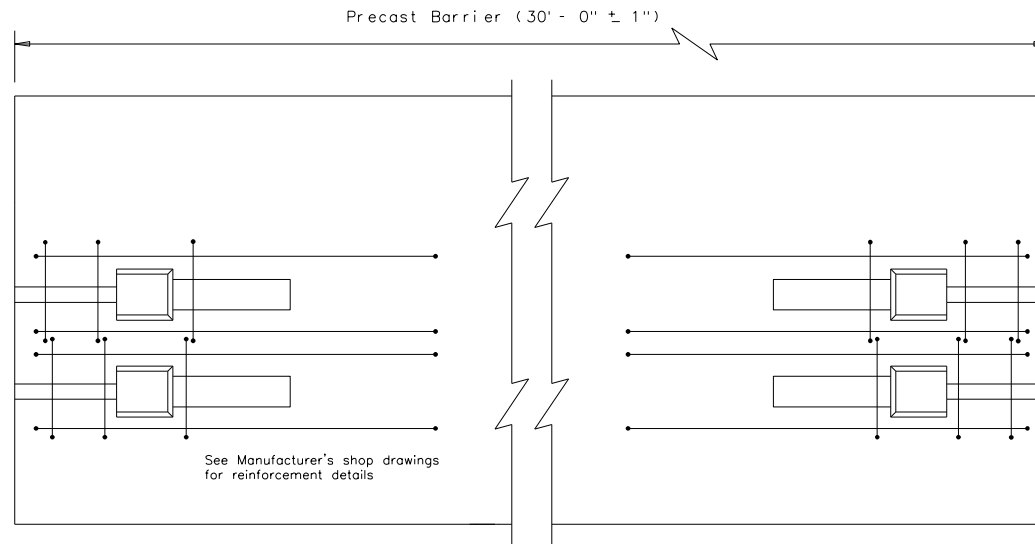 Precast Barrier (30' - 0" ± 1")
See Manufacturer's shop drawings
for reinforcement details